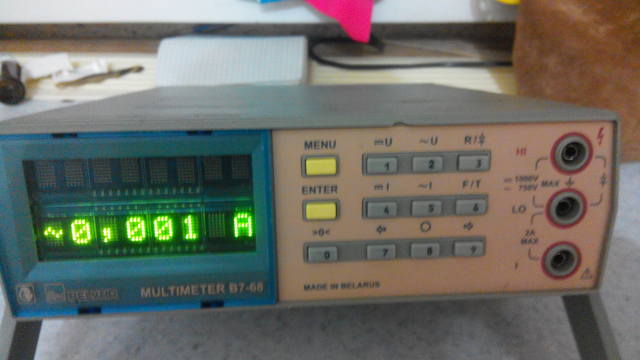 ~0,001 A
BELVAR MULTIMETER B7-68
MENU
ENTER
>0<
⎓U ~U R/
1 2 3
⎓I ~I F/T
4 5 6
⇦ ○ ⇨
0 7 8 9
MADE IN BELARUS
HI
⎓ 1000V
~ 750V
MAX
LO
2A
MAX
I